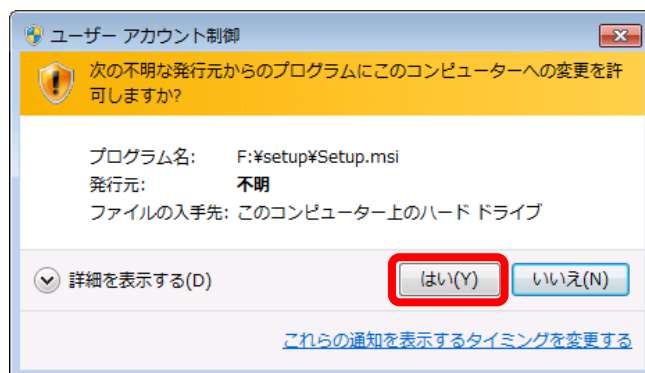 ユーザー アカウント制御
次の不明な発行元からのプログラムにこのコンピューターへの変更を許
可しますか?
プログラム名: F:¥setup¥Setup.msi
発行元: 不明
ファイルの入手先: このコンピューター上のハード ドライブ
詳細を表示する(D) はい(Y) いいえ(N)
これらの通知を表示するタイミングを変更する